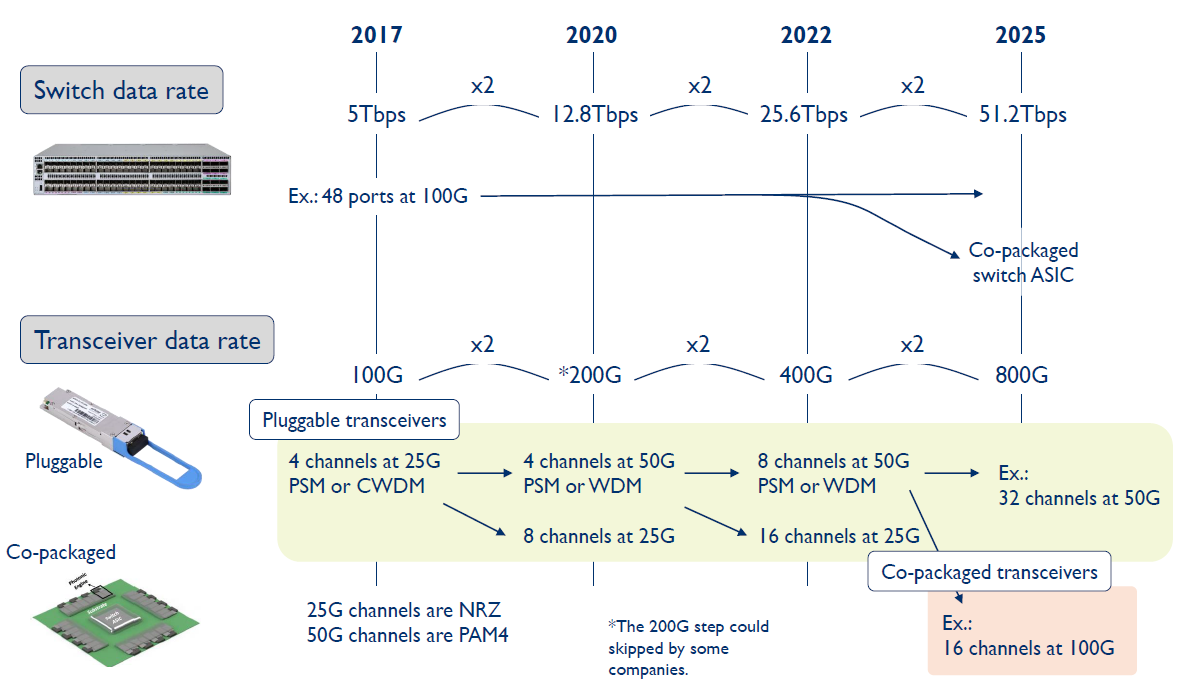 2017
2020
2022
2025
Switch data rate
x2
x2
x2
5Tbps
12.8Tbps
25.6Tbps
51.2Tbps
Ex.: 48 ports at 100G
Co-packaged
switch ASIC
Transceiver data rate
x2
x2
x2
100G
*200G
400G
800G
Pluggable transceivers
Pluggable
4 channels at 25G
PSM or CWDM
4 channels at 50G
PSM or WDM
8 channels at 50G
PSM or WDM
Ex.:
32 channels at 50G
8 channels at 25G
16 channels at 25G
Co-packaged
Photonic
Engine
Substrate
Switch
ASIC
Co-packaged transceivers
25G channels are NRZ
50G channels are PAM4
*The 200G step could
skipped by some
companies.
Ex.:
16 channels at 100G